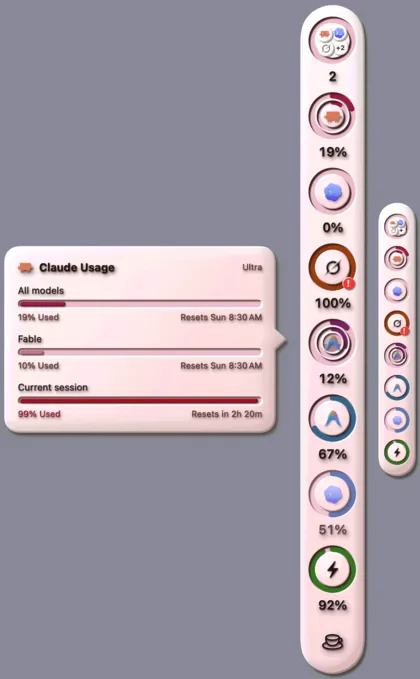 Claude Usage
Ultra
All models
19% Used
Resets Sun 8:30 AM
Fable
10% Used
Resets Sun 8:30 AM
Current session
99% Used
Resets in 2h 20m
+2
2
19%
0%
!
100%
12%
67%
51%
92%